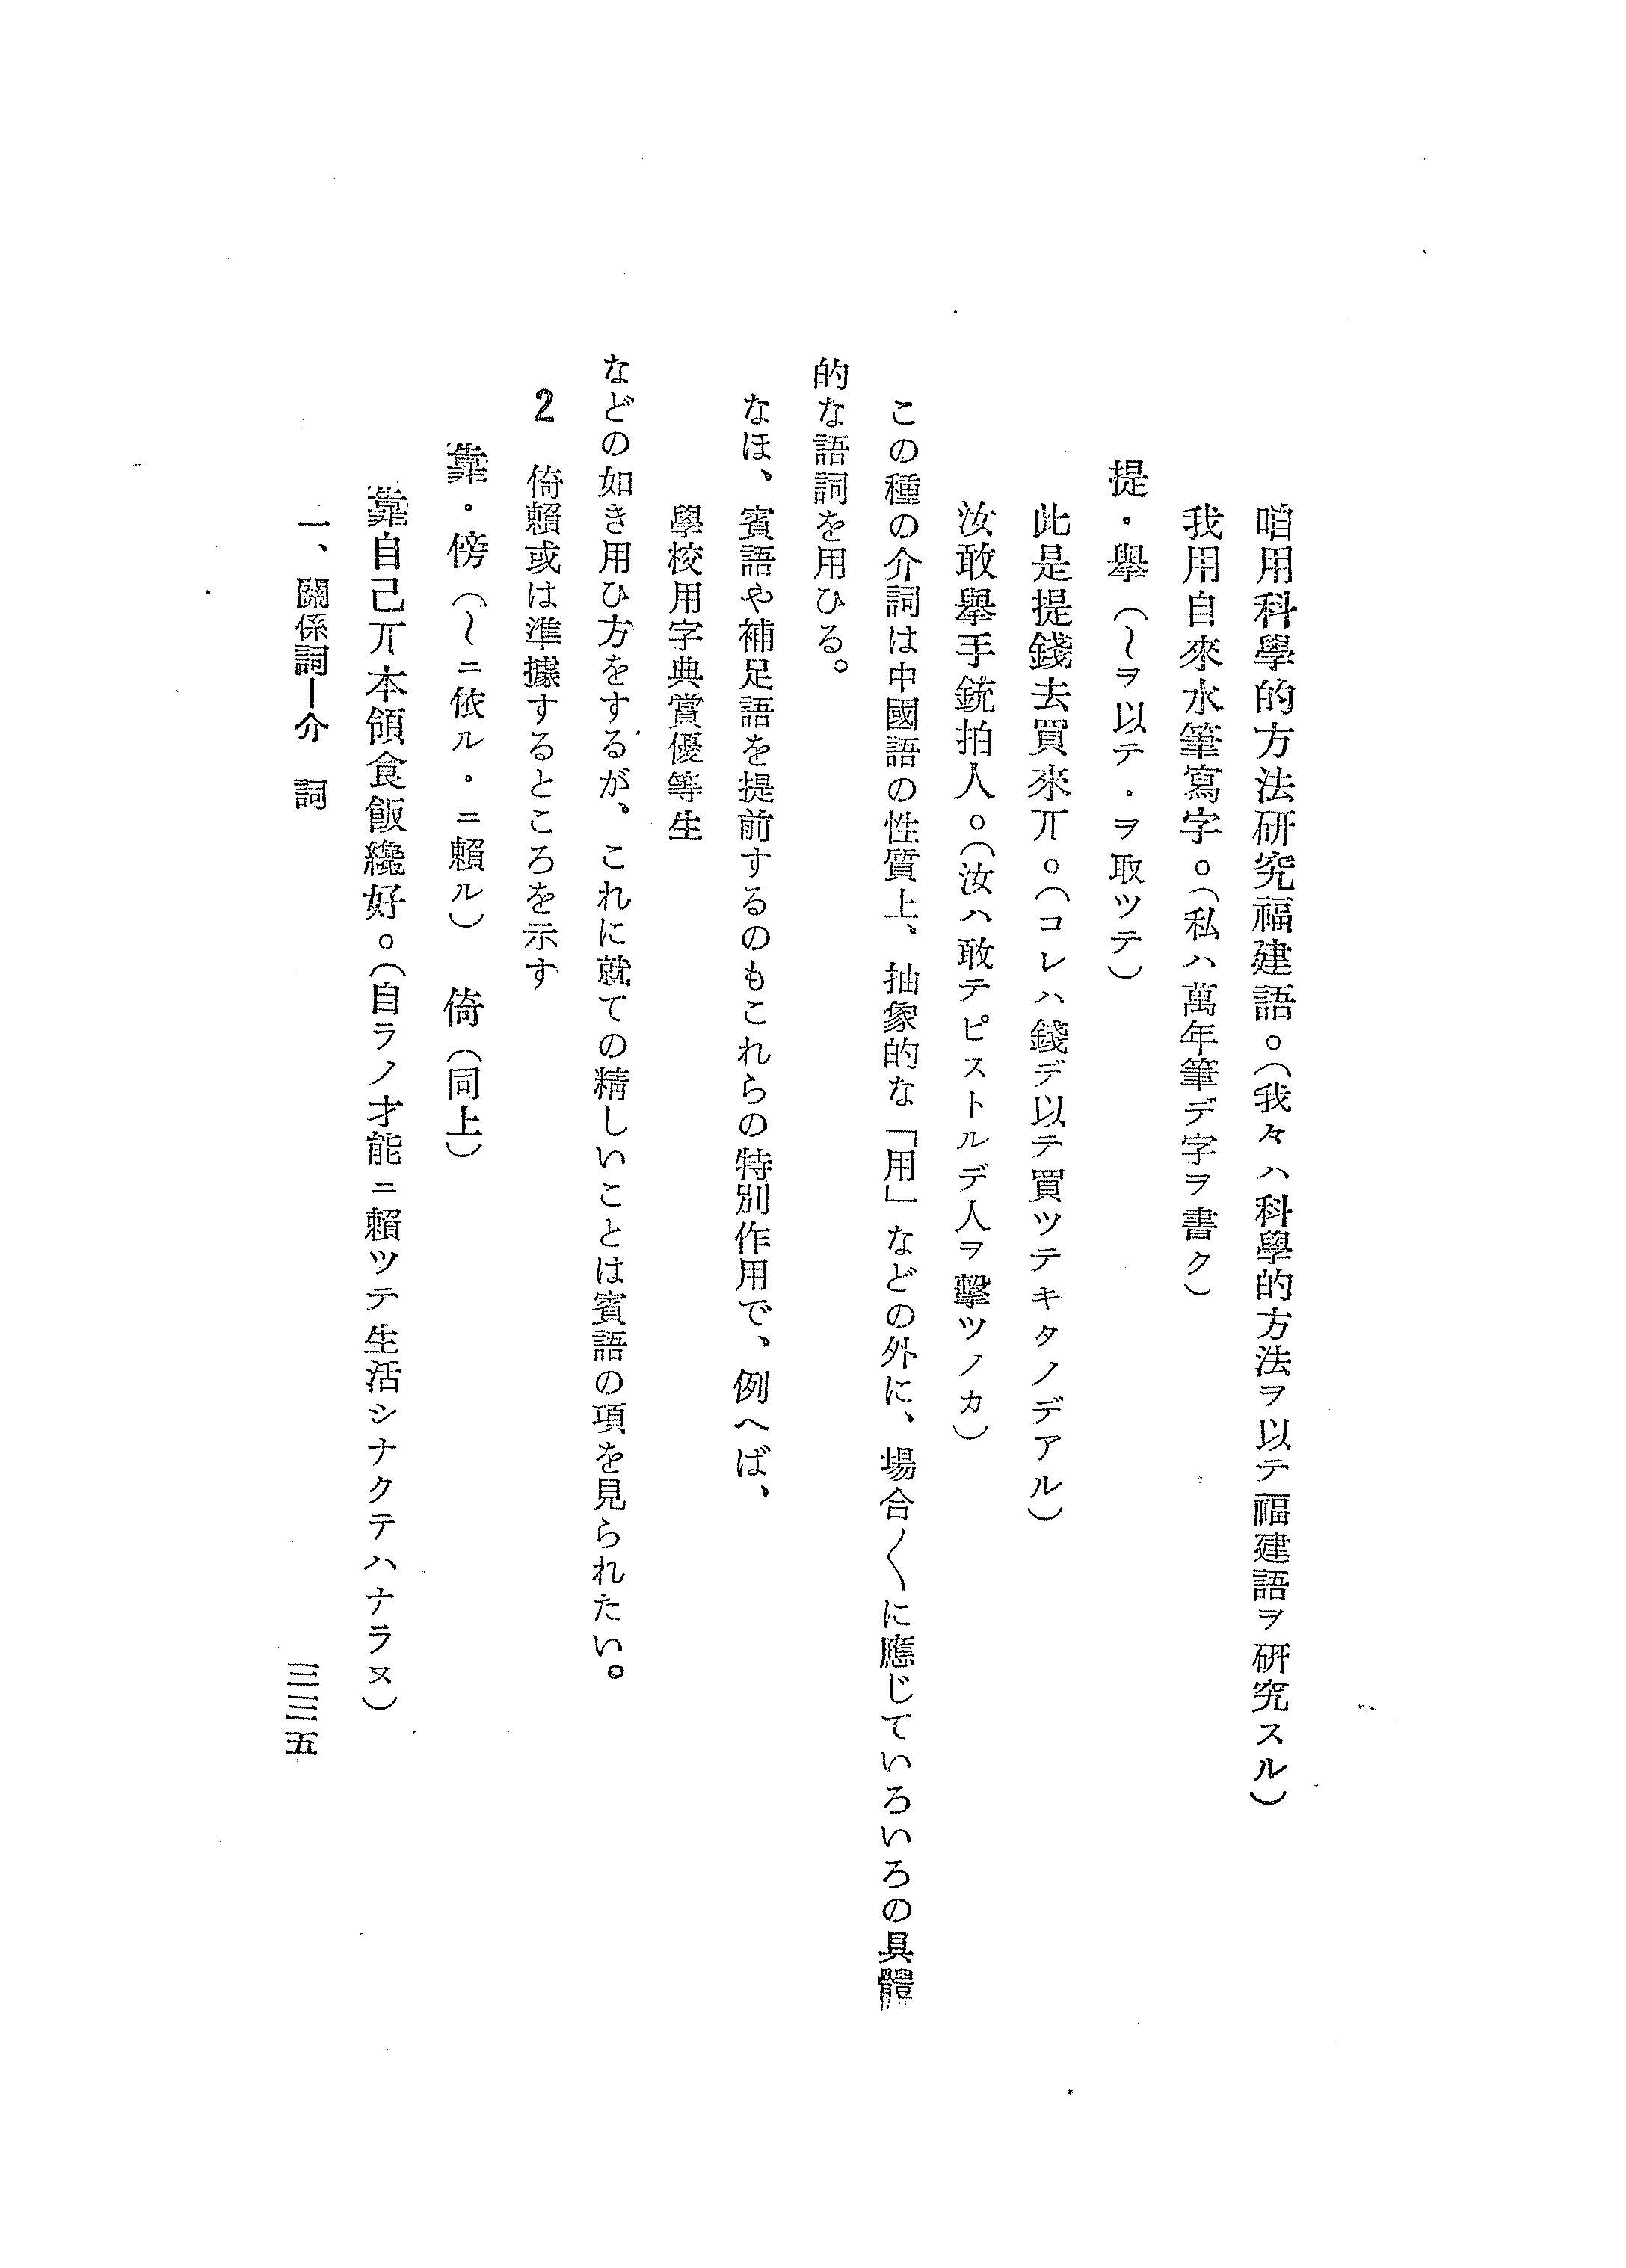 咱用科學的方法研究福建語。(我々ハ科學的方法ヲ以テ福建語ヲ研究スル)
我用自來水筆寫字。(私ハ萬年筆デ字ヲ書ク)
提・擧(〜ヲ以テ・ヲ取ツテ)
此是提錢去買來丌。(コレハ錢デ以テ買ツテキタノデアル)
汝敢擧手銃拍人。(汝ハ敢テピストルデ人ヲ擊ツノカ)
この種の介詞は中國語の性質上、抽象的な「用」などの外に、場合〱に應じていろいろの具體
的な語詞を用ひる。
なほ、賓語や補足語を提前するのもこれらの特別作用で、例へば、
學校用字典賞優等生
などの如き用ひ方をするが、これに就ての精しいことは賓語の項を見られたい。
2 倚賴或は準據するところを示す
靠・傍(〜ニ依ル・ニ賴ル) 倚(同上)
靠自己丌本領食飯纔好。(自ラノ才能ニ賴ツテ生活シナクテハナラヌ)
一、關係詞―介 詞
三三五